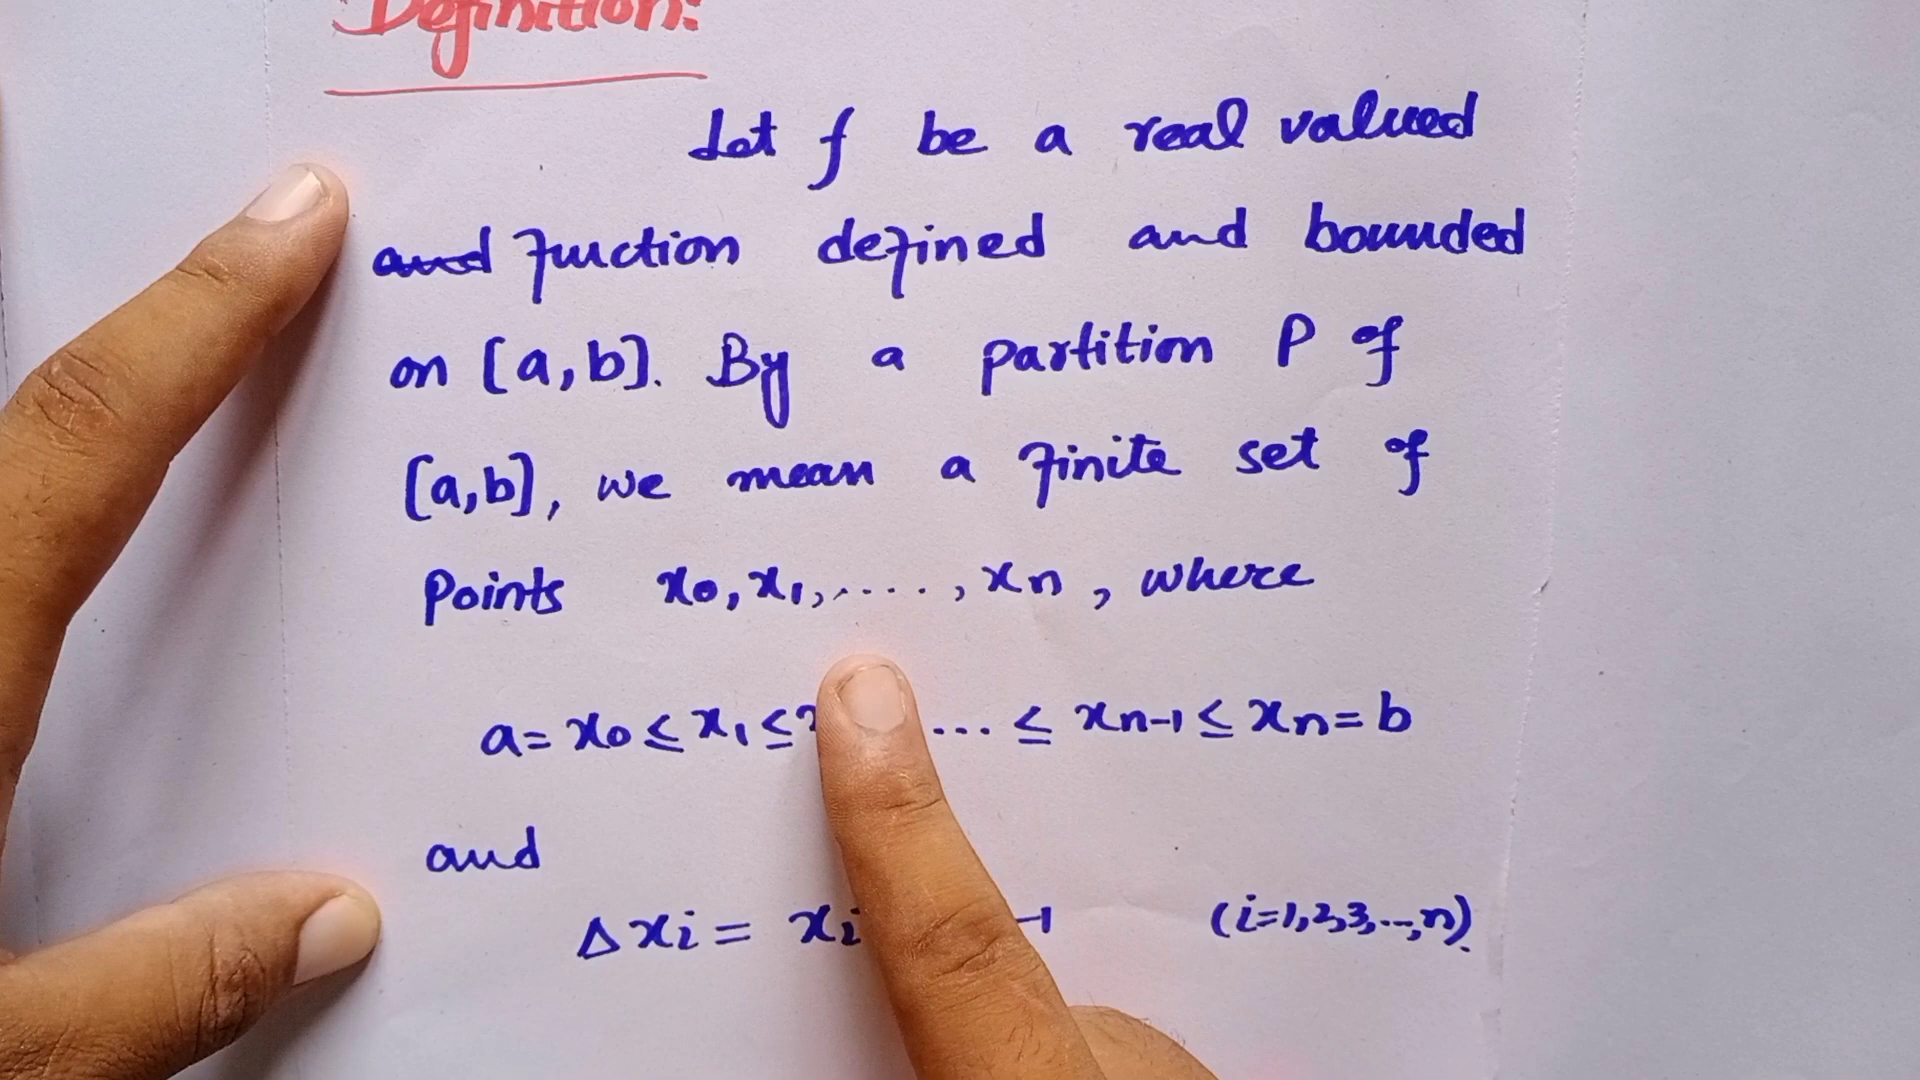 Definition:
Let f be a real valued
and function defined and bounded
on [a,b]. By a partition P of
[a,b], we mean a finite set of
Points x0, x1, ....., xn, where
a= x0 ≤ x1 ≤ ... ≤ xn-1 ≤ xn = b
and
Δxi = xi -1 (i=1,2,3,..,n).